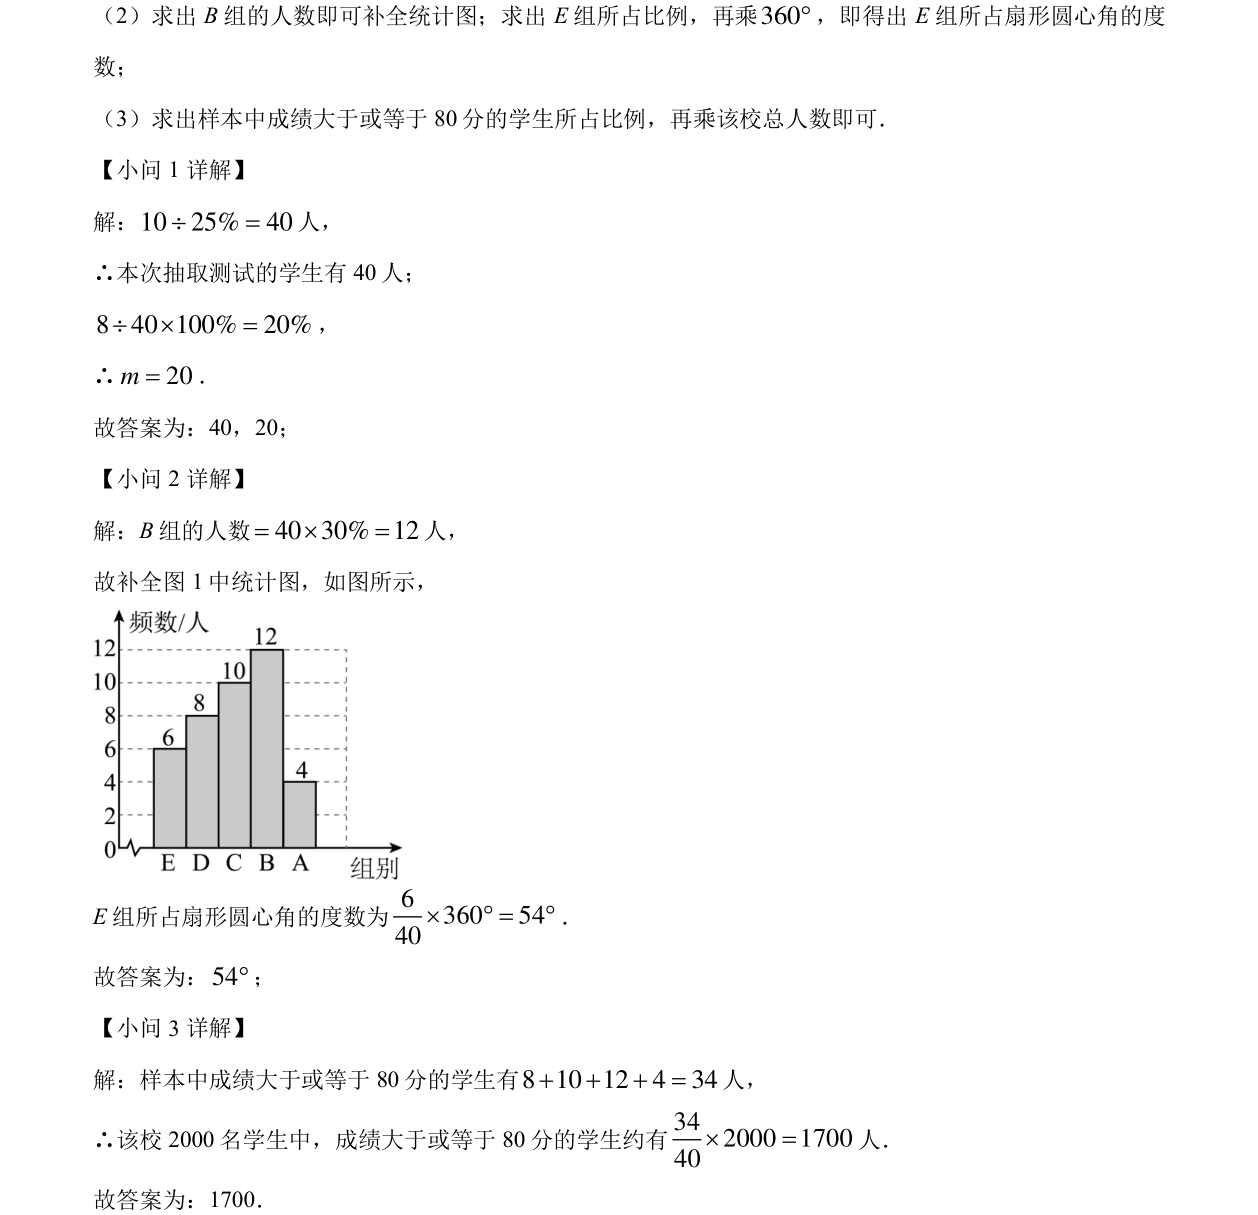 （2）求出 B 组的人数即可补全统计图；求出 E 组所占比例，再乘360°，即得出 E 组所占扇形圆心角的度
数；
（3）求出样本中成绩大于或等于 80 分的学生所占比例，再乘该校总人数即可．
【小问 1 详解】
解：10÷25%＝40 人，
∴本次抽取测试的学生有 40 人；
8÷40×100%＝20%，
∴ m＝20．
故答案为：40，20；
【小问 2 详解】
解：B 组的人数＝40×30%＝12 人，
故补全图 1 中统计图，如图所示，
频数/人
12
12
10
10
8
8
6
6
4
4
2
0
E D C B A
组别
E 组所占扇形圆心角的度数为 6/40 ×360°＝54°．
故答案为：54°；
【小问 3 详解】
解：样本中成绩大于或等于 80 分的学生有8+10+12+4＝34 人，
∴该校 2000 名学生中，成绩大于或等于 80 分的学生约有 34/40 ×2000＝1700 人．
故答案为：1700．